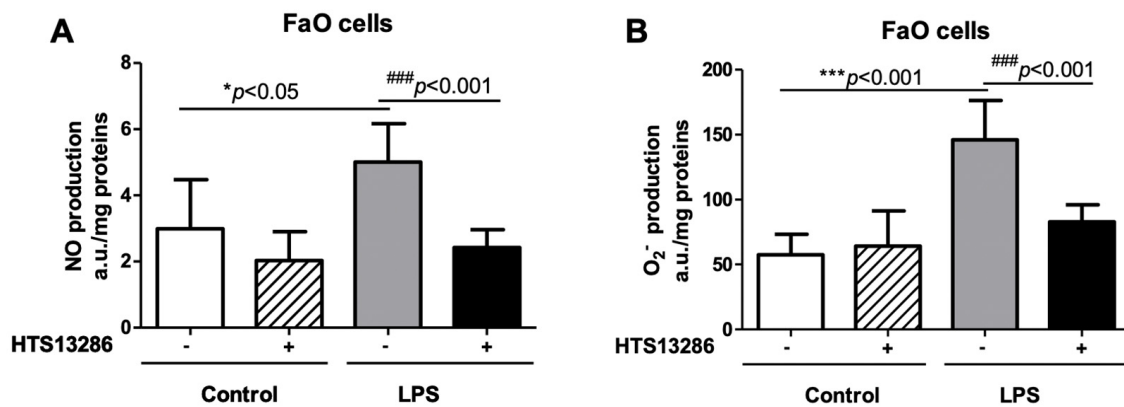 A
FaO cells
NO production
a.u./mg proteins
8
6
4
2
0
*p<0.05
###p<0.001
HTS13286
-
+
-
+
Control
LPS
B
FaO cells
O₂⁻ production
a.u./mg proteins
200
150
100
50
0
***p<0.001
###p<0.001
HTS13286
-
+
-
+
Control
LPS